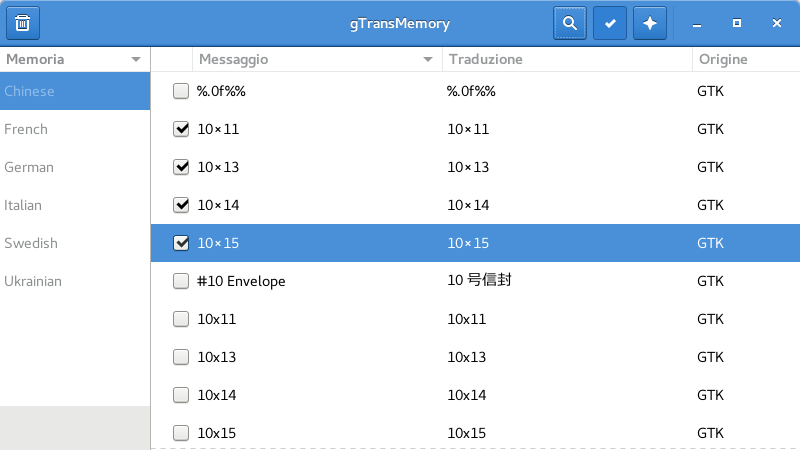 gTransMemory
Memoria Messaggio Traduzione Origine
Chinese %.0f%% %.0f%% GTK
French 10×11 10×11 GTK
German 10×13 10×13 GTK
Italian 10×14 10×14 GTK
Swedish 10×15 10×15 GTK
Ukrainian #10 Envelope 10 号信封 GTK
10x11 10x11 GTK
10x13 10x13 GTK
10x14 10x14 GTK
10x15 10x15 GTK